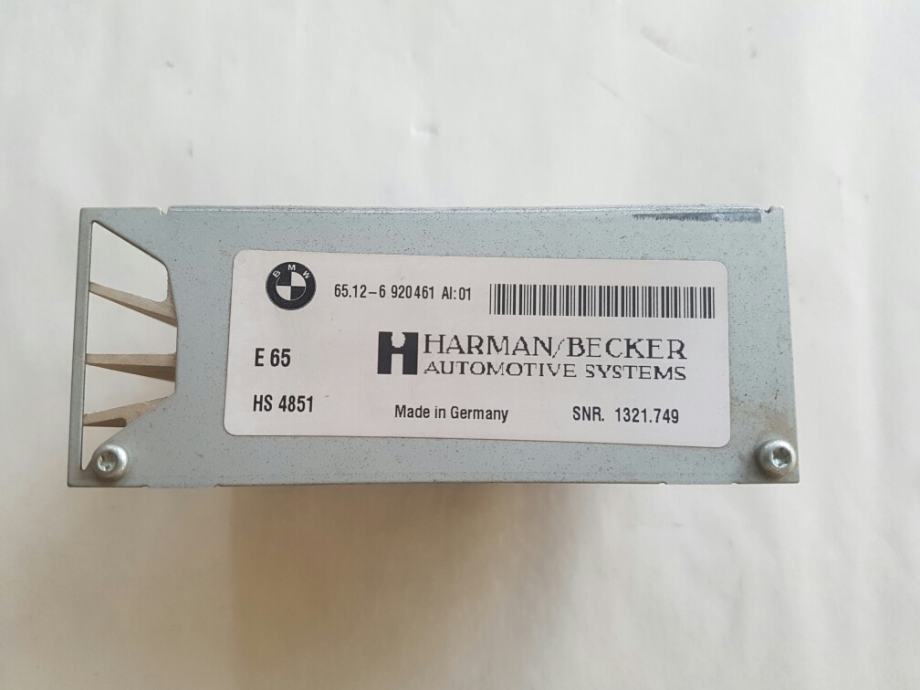 BMW
65.12-6 920461 AI:01
E 65
HARMAN/BECKER
AUTOMOTIVE SYSTEMS
HS 4851
Made in Germany
SNR. 1321.749